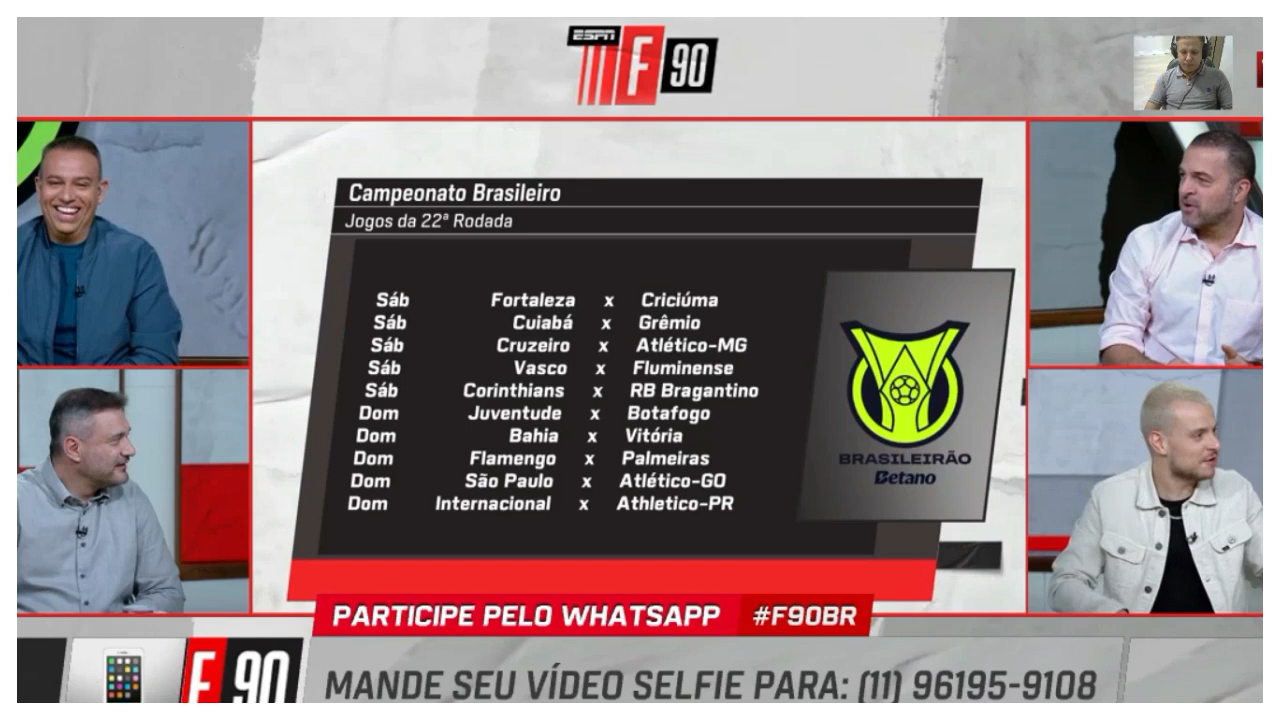 ESPN
F 90
Campeonato Brasileiro
Jogos da 22ª Rodada
Sáb Fortaleza x Criciúma
Sáb Cuiabá x Grêmio
Sáb Cruzeiro x Atlético-MG
Sáb Vasco x Fluminense
Sáb Corinthians x RB Bragantino
Dom Juventude x Botafogo
Dom Bahia x Vitória
Dom Flamengo x Palmeiras
Dom São Paulo x Atlético-GO
Dom Internacional x Athletico-PR
BRASILEIRÃO
Betano
PARTICIPE PELO WHATSAPP #F90BR
F 90 MANDE SEU VÍDEO SELFIE PARA: (11) 96195-9108